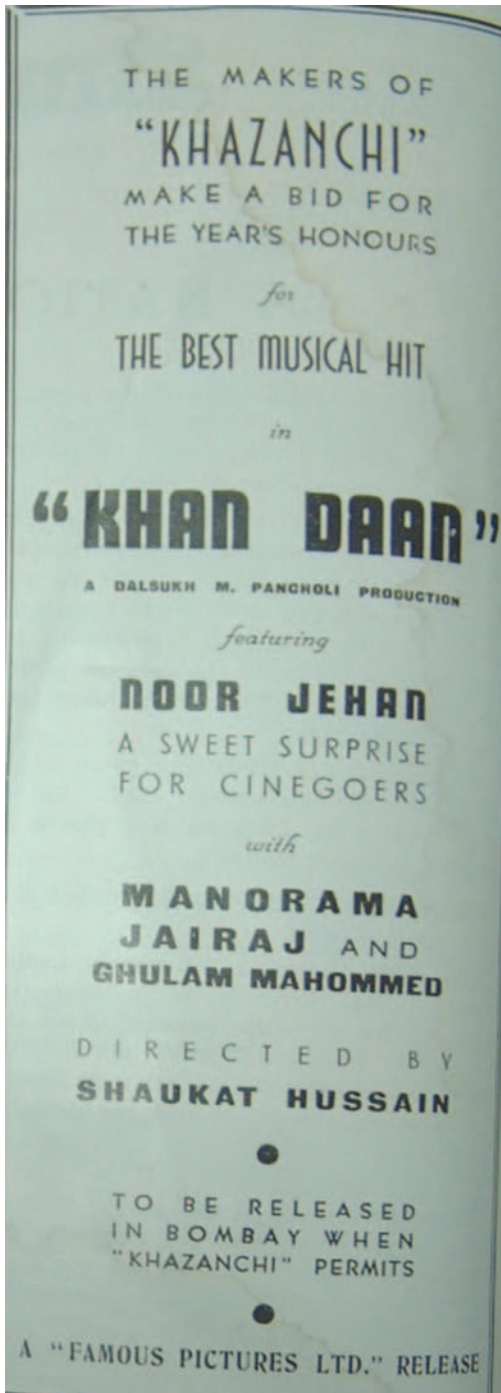 THE MAKERS OF
"KHAZANCHI"
MAKE A BID FOR
THE YEAR'S HONOURS
for
THE BEST MUSICAL HIT
in
"KHAN DAAN"
A DALSUKH M. PANCHOLI PRODUCTION
featuring
NOOR JEHAN
A SWEET SURPRISE
FOR CINEGOERS
with
MANORAMA
JAIRAJ AND
GHULAM MAHOMMED
DIRECTED BY
SHAUKAT HUSSAIN
TO BE RELEASED
IN BOMBAY WHEN
"KHAZANCHI" PERMITS
A "FAMOUS PICTURES LTD." RELEASE